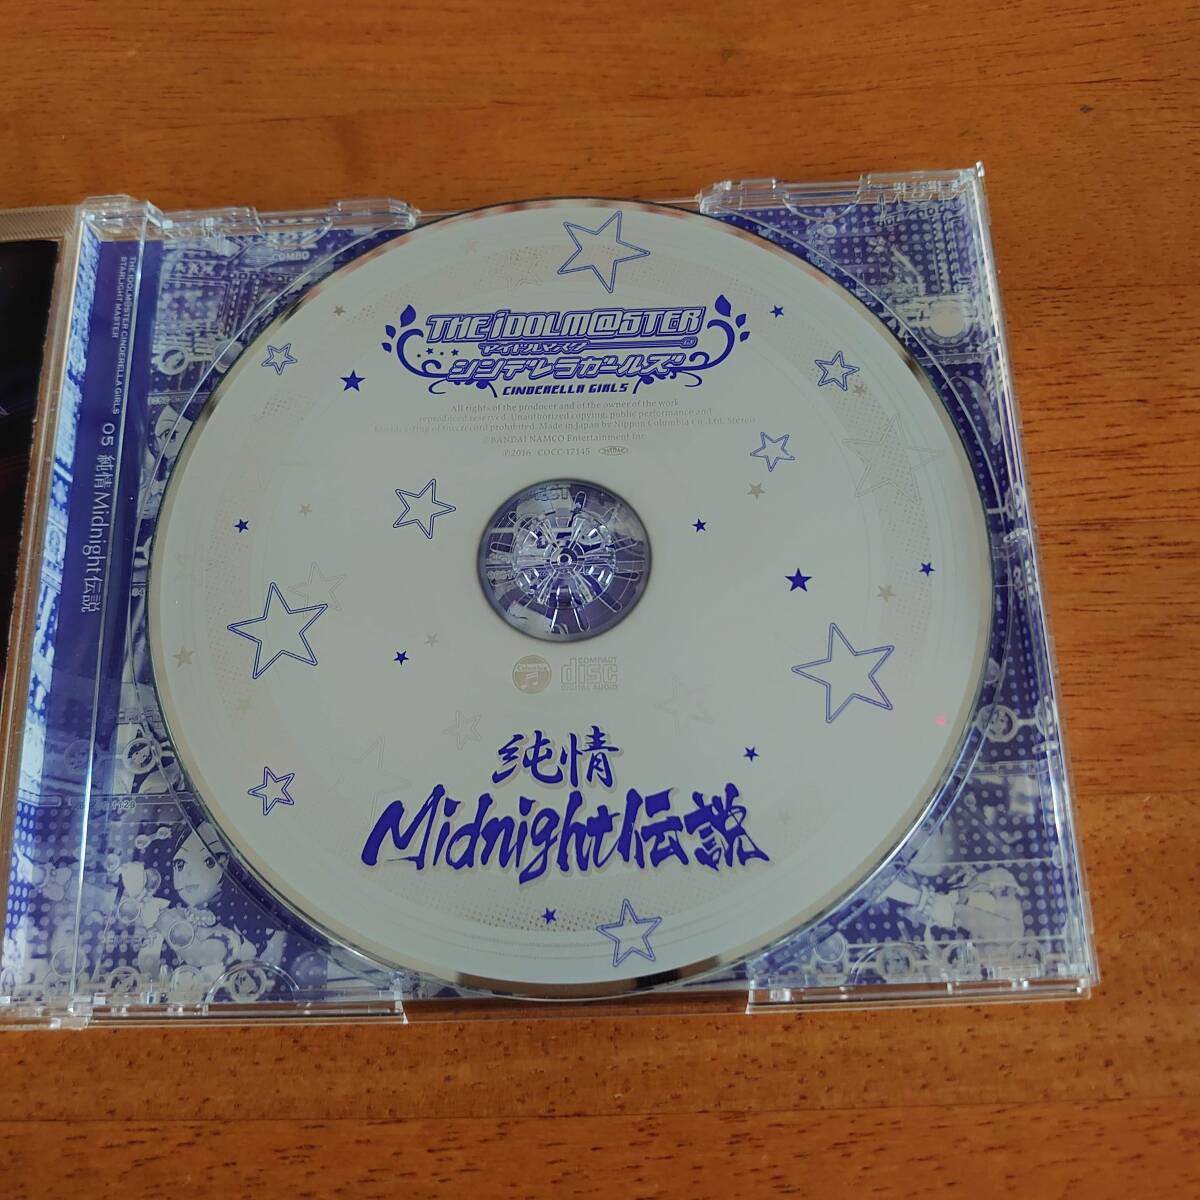 THE IDOLM@STER CINDERELLA GIRLS
STARLIGHT MASTER
05 純情Midnight伝説
COMBO
THE iDOLM@STER
アイドルマスター
シンデレラガールズ
CINDERELLA GIRLS
All rights of the producer and of the owner of the work
reproduced reserved. Unauthorized copying, public performance and
broadcasting of this record prohibited. Made in Japan by Nippon Columbia Co., Ltd. Stereo
©BANDAI NAMCO Entertainment Inc.
℗2016 COCC-17145
COMPACT
disc
DIGITAL AUDIO
純情
Midnight伝説
PERFECT